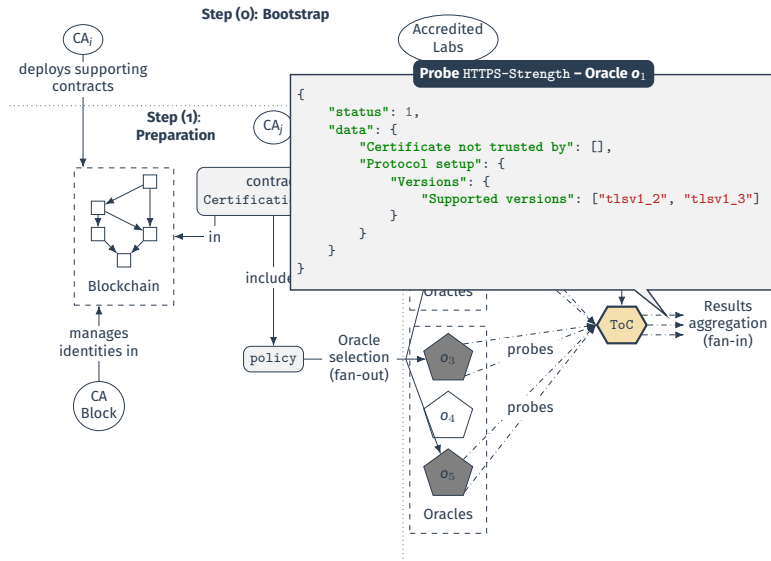 Step (0): Bootstrap
CA_i
Accredited
Labs
deploys supporting
contracts
Step (1):
Preparation
CA_j
Probe HTTPS-Strength – Oracle o_1
{
    "status": 1,
    "data": {
        "Certificate not trusted by": [],
        "Protocol setup": {
            "Versions": {
                "Supported versions": ["tlsv1_2", "tlsv1_3"]
            }
        }
    }
}
contrac
Certificati
in
Blockchain
include
Oracles
manages
identities in
CA
Block
policy
Oracle
selection
(fan-out)
o_3
o_4
o_5
Oracles
probes
probes
ToC
Results
aggregation
(fan-in)